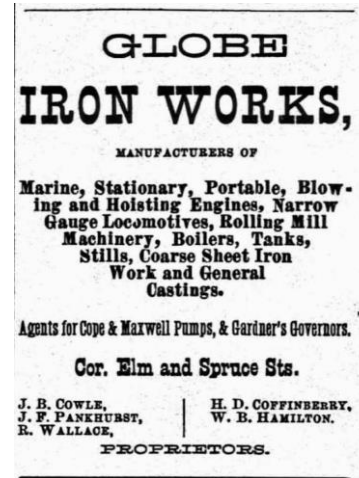 GLOBE
IRON WORKS,
MANUFACTURERS OF
Marine, Stationary, Portable, Blow-
ing and Hoisting Engines, Narrow
Gauge Locomotives, Rolling Mill
Machinery, Boilers, Tanks,
Stills, Coarse Sheet Iron
Work and General
Castings.
Agents for Cope & Maxwell Pumps, & Gardner's Governors.
Cor. Elm and Spruce Sts.
J. B. COWLE,
J. F. PANKHURST,
R. WALLACE,
H. D. COFFINBERRY,
W. B. HAMILTON.
PROPRIETORS.